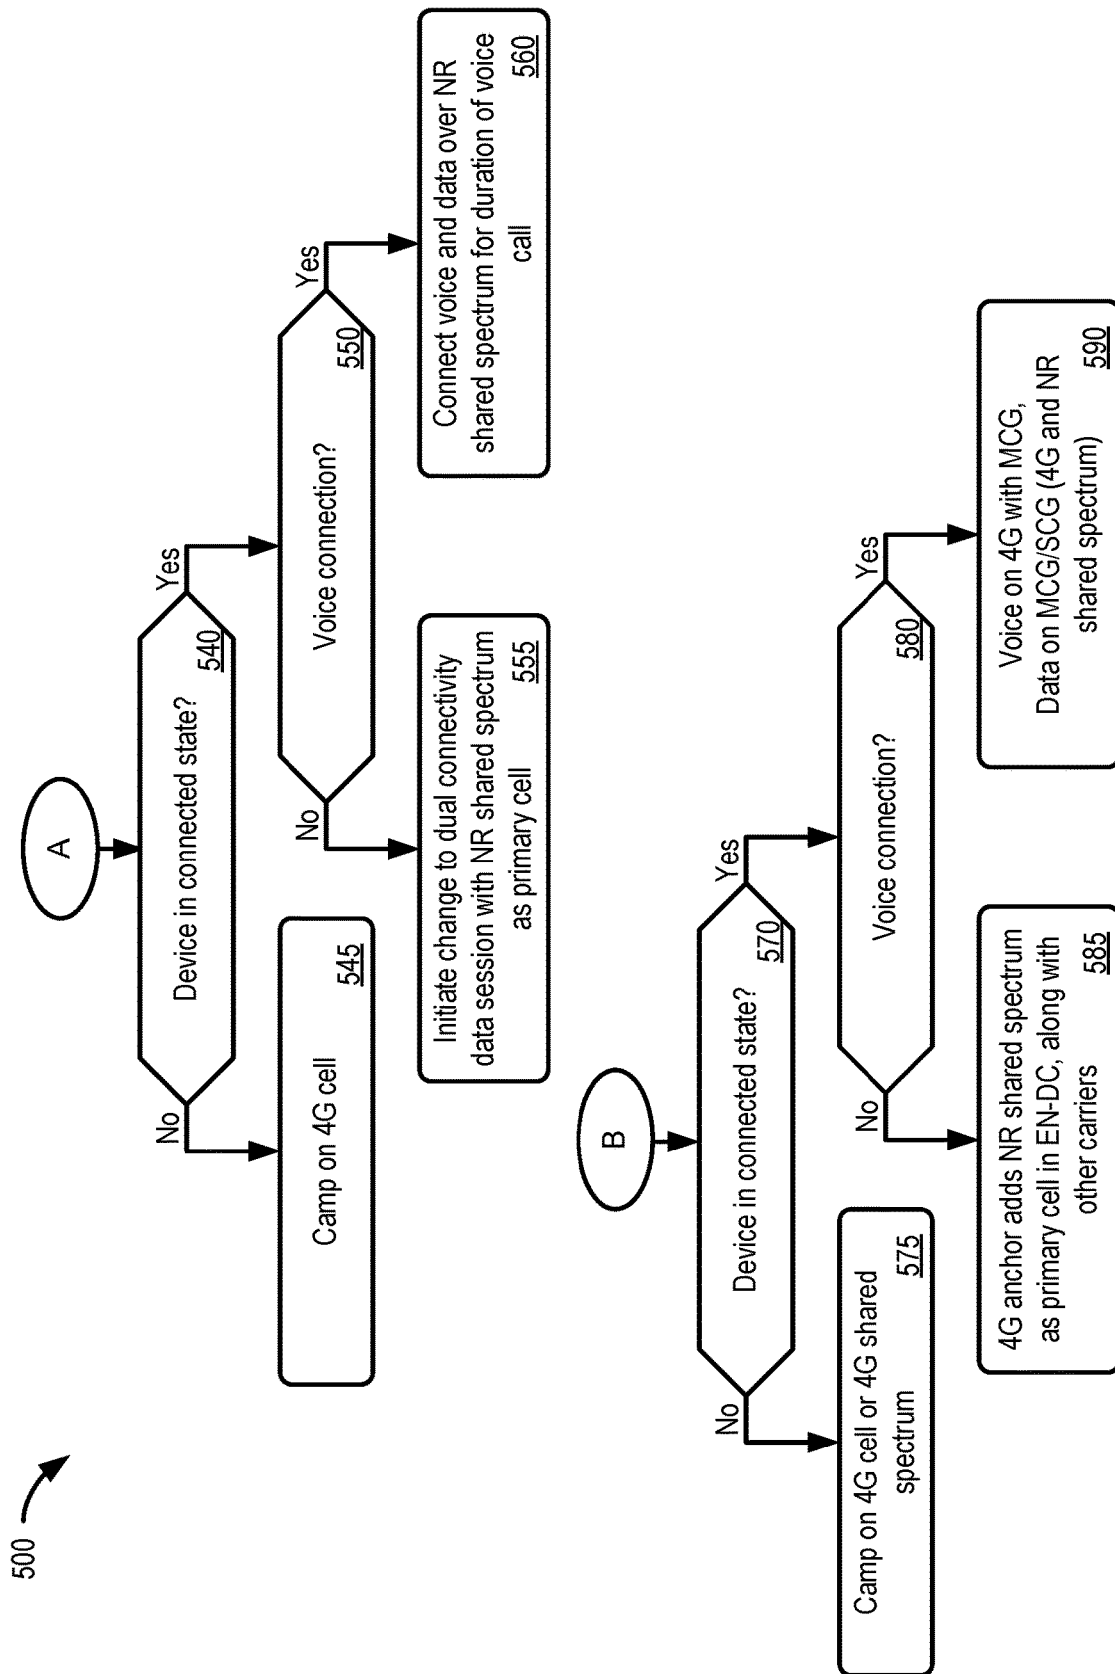 500
A
Device in connected state?
540
No
Yes
Camp on 4G cell
545
Voice connection?
550
No
Yes
Initiate change to dual connectivity
data session with NR shared spectrum
as primary cell
555
Connect voice and data over NR
shared spectrum for duration of voice
call
560
B
Device in connected state?
570
No
Yes
Camp on 4G cell or 4G shared
spectrum
575
Voice connection?
580
No
Yes
4G anchor adds NR shared spectrum
as primary cell in EN-DC, along with
other carriers
585
Voice on 4G with MCG,
Data on MCG/SCG (4G and NR
shared spectrum)
590